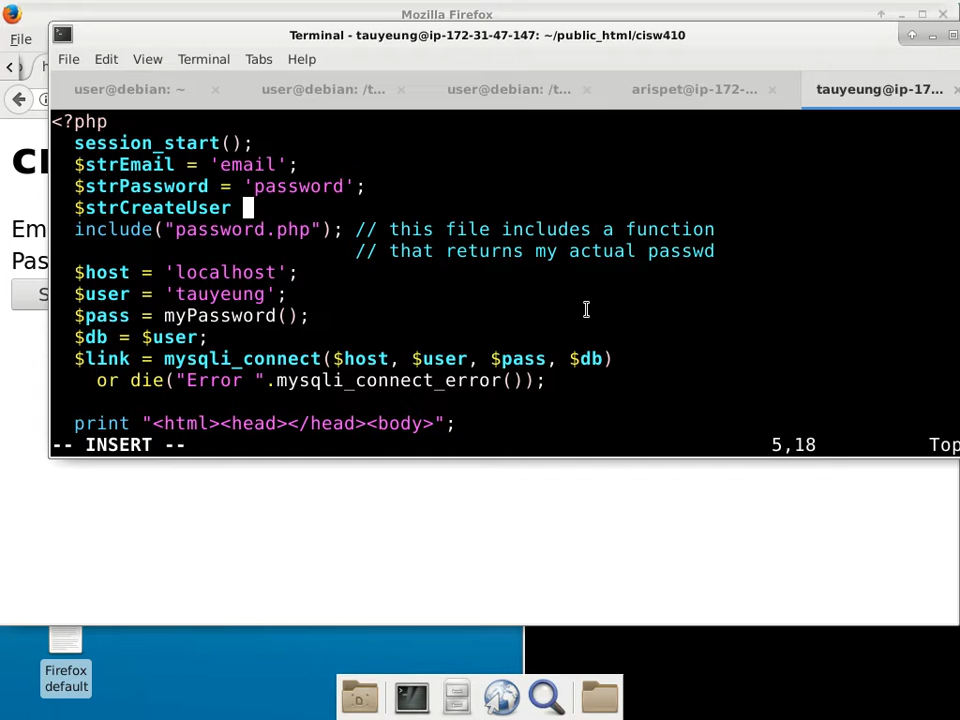 Mozilla Firefox
Terminal - tauyeung@ip-172-31-47-147: ~/public_html/cisw410
File
File Edit View Terminal Tabs Help
user@debian: ~ user@debian: /t... user@debian: /t... arispet@ip-172-... tauyeung@ip-17...
<?php
session_start();
$strEmail = 'email';
$strPassword = 'password';
$strCreateUser
include("password.php"); // this file includes a function
// that returns my actual passwd
$host = 'localhost';
$user = 'tauyeung';
$pass = myPassword();
$db = $user;
$link = mysqli_connect($host, $user, $pass, $db)
or die("Error ".mysqli_connect_error());
print "<html><head></head><body>";
-- INSERT -- 5,18 Top
Em
Pas
S
Firefox
default